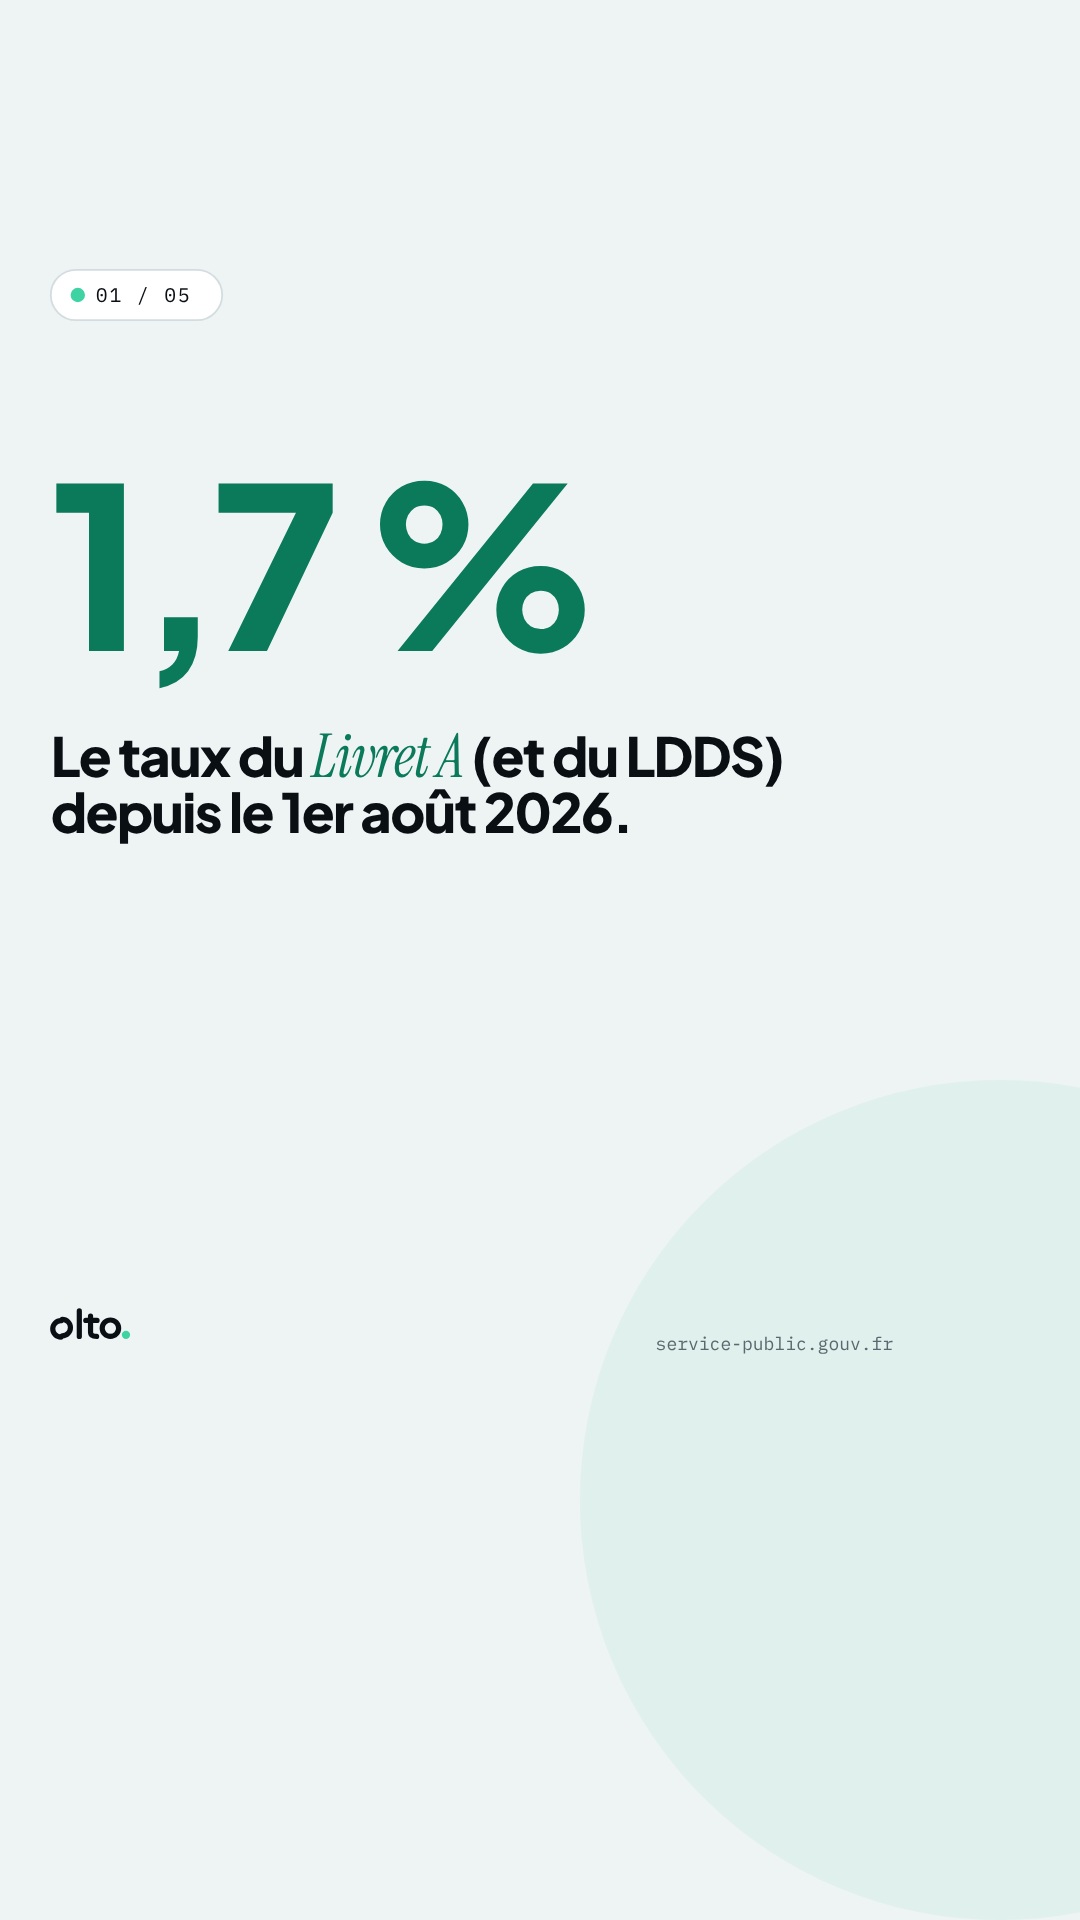 01 / 05
1,7 %
Le taux du Livret A (et du LDDS)
depuis le 1er août 2026.
olto.
service-public.gouv.fr